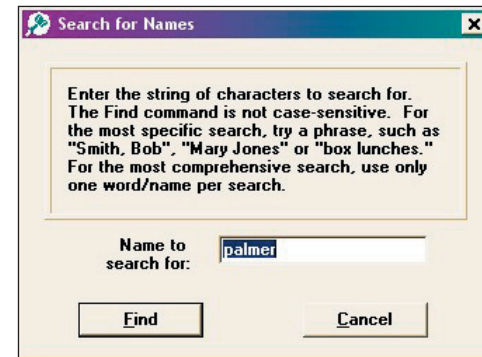 Search for Names
Enter the string of characters to search for.
The Find command is not case-sensitive.  For
the most specific search, try a phrase, such as
"Smith, Bob", "Mary Jones" or "box lunches."
For the most comprehensive search, use only
one word/name per search.
Name to
search for:
palmer
Find
Cancel